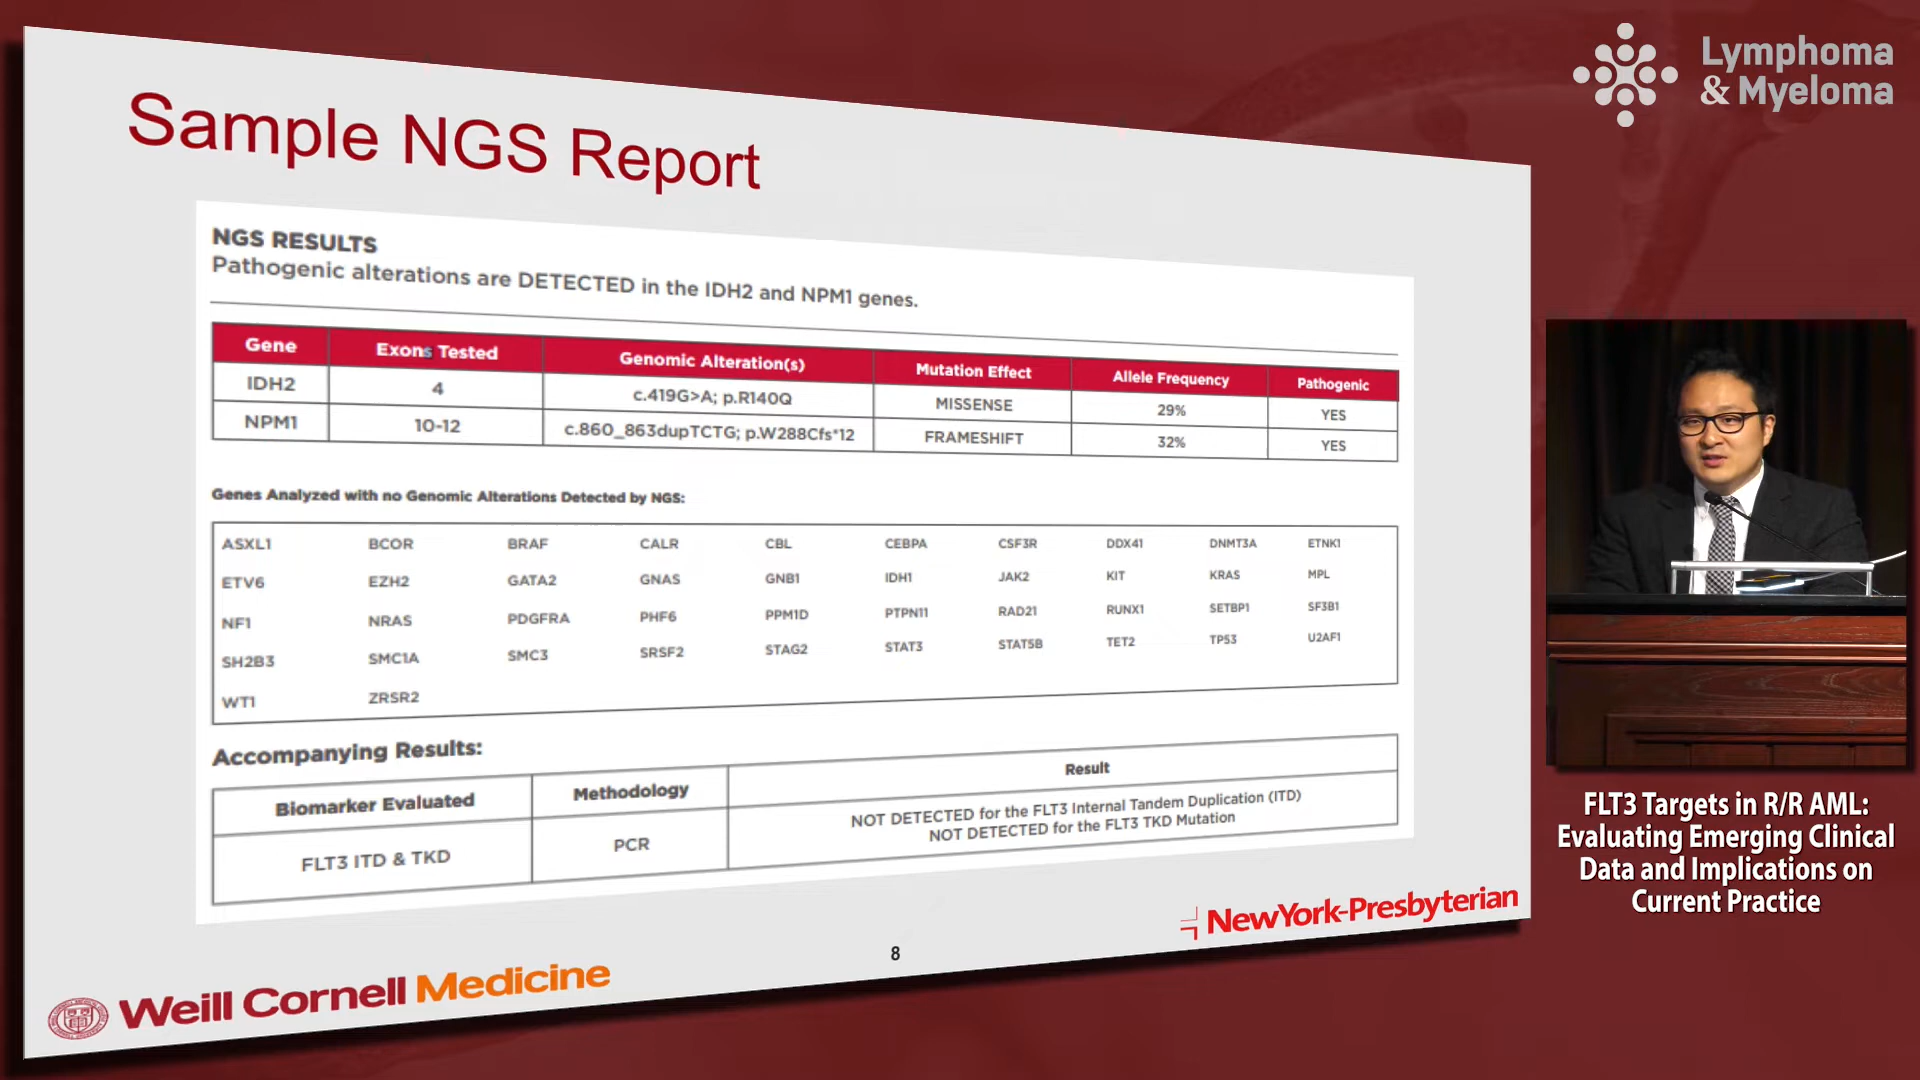 Lymphoma
& Myeloma
Sample NGS Report
NGS RESULTS
Pathogenic alterations are DETECTED in the IDH2 and NPM1 genes.
Gene Exons Tested Genomic Alteration(s) Mutation Effect Allele Frequency Pathogenic
IDH2 4 c.419G>A; p.R140Q MISSENSE 29% YES
NPM1 10-12 c.860_863dupTCTG; p.W288Cfs*12 FRAMESHIFT 32% YES
Genes Analyzed with no Genomic Alterations Detected by NGS:
ASXL1 BCOR BRAF CALR CBL CEBPA CSF3R DDX41 DNMT3A ETNK1
ETV6 EZH2 GATA2 GNAS GNB1 IDH1 JAK2 KIT KRAS MPL
NF1 NRAS PDGFRA PHF6 PPM1D PTPN11 RAD21 RUNX1 SETBP1 SF3B1
SH2B3 SMC1A SMC3 SRSF2 STAG2 STAT3 STAT5B TET2 TP53 U2AF1
WT1 ZRSR2
Accompanying Results:
Biomarker Evaluated Methodology Result
FLT3 ITD & TKD PCR NOT DETECTED for the FLT3 Internal Tandem Duplication (ITD)
NOT DETECTED for the FLT3 TKD Mutation
NewYork-Presbyterian
8
Weill Cornell Medicine
FLT3 Targets in R/R AML:
Evaluating Emerging Clinical
Data and Implications on
Current Practice